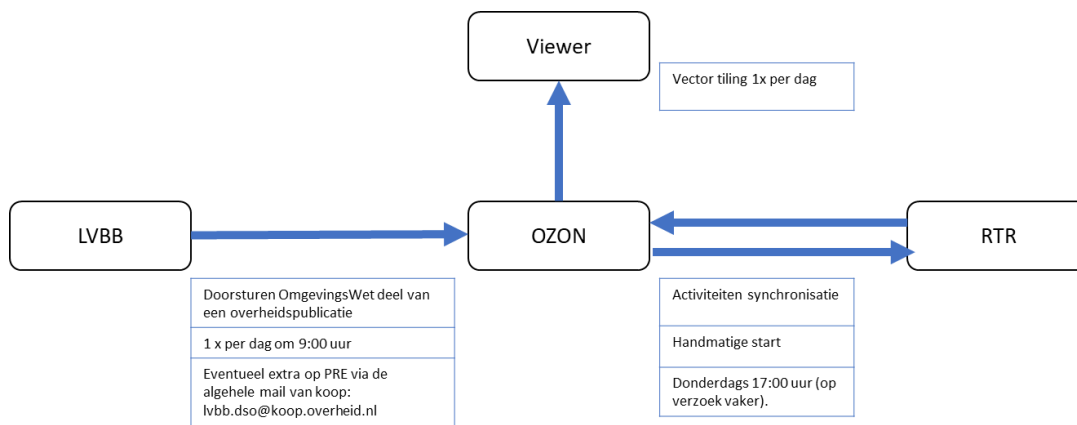 Viewer
Vector tiling 1x per dag
LVBB
OZON
RTR
Doorsturen OmgevingsWet deel van
een overheidspublicatie
1 x per dag om 9:00 uur
Eventueel extra op PRE via de
algehele mail van koop:
lvbb.dso@koop.overheid.nl
Activiteiten synchronisatie
Handmatige start
Donderdags 17:00 uur (op
verzoek vaker).